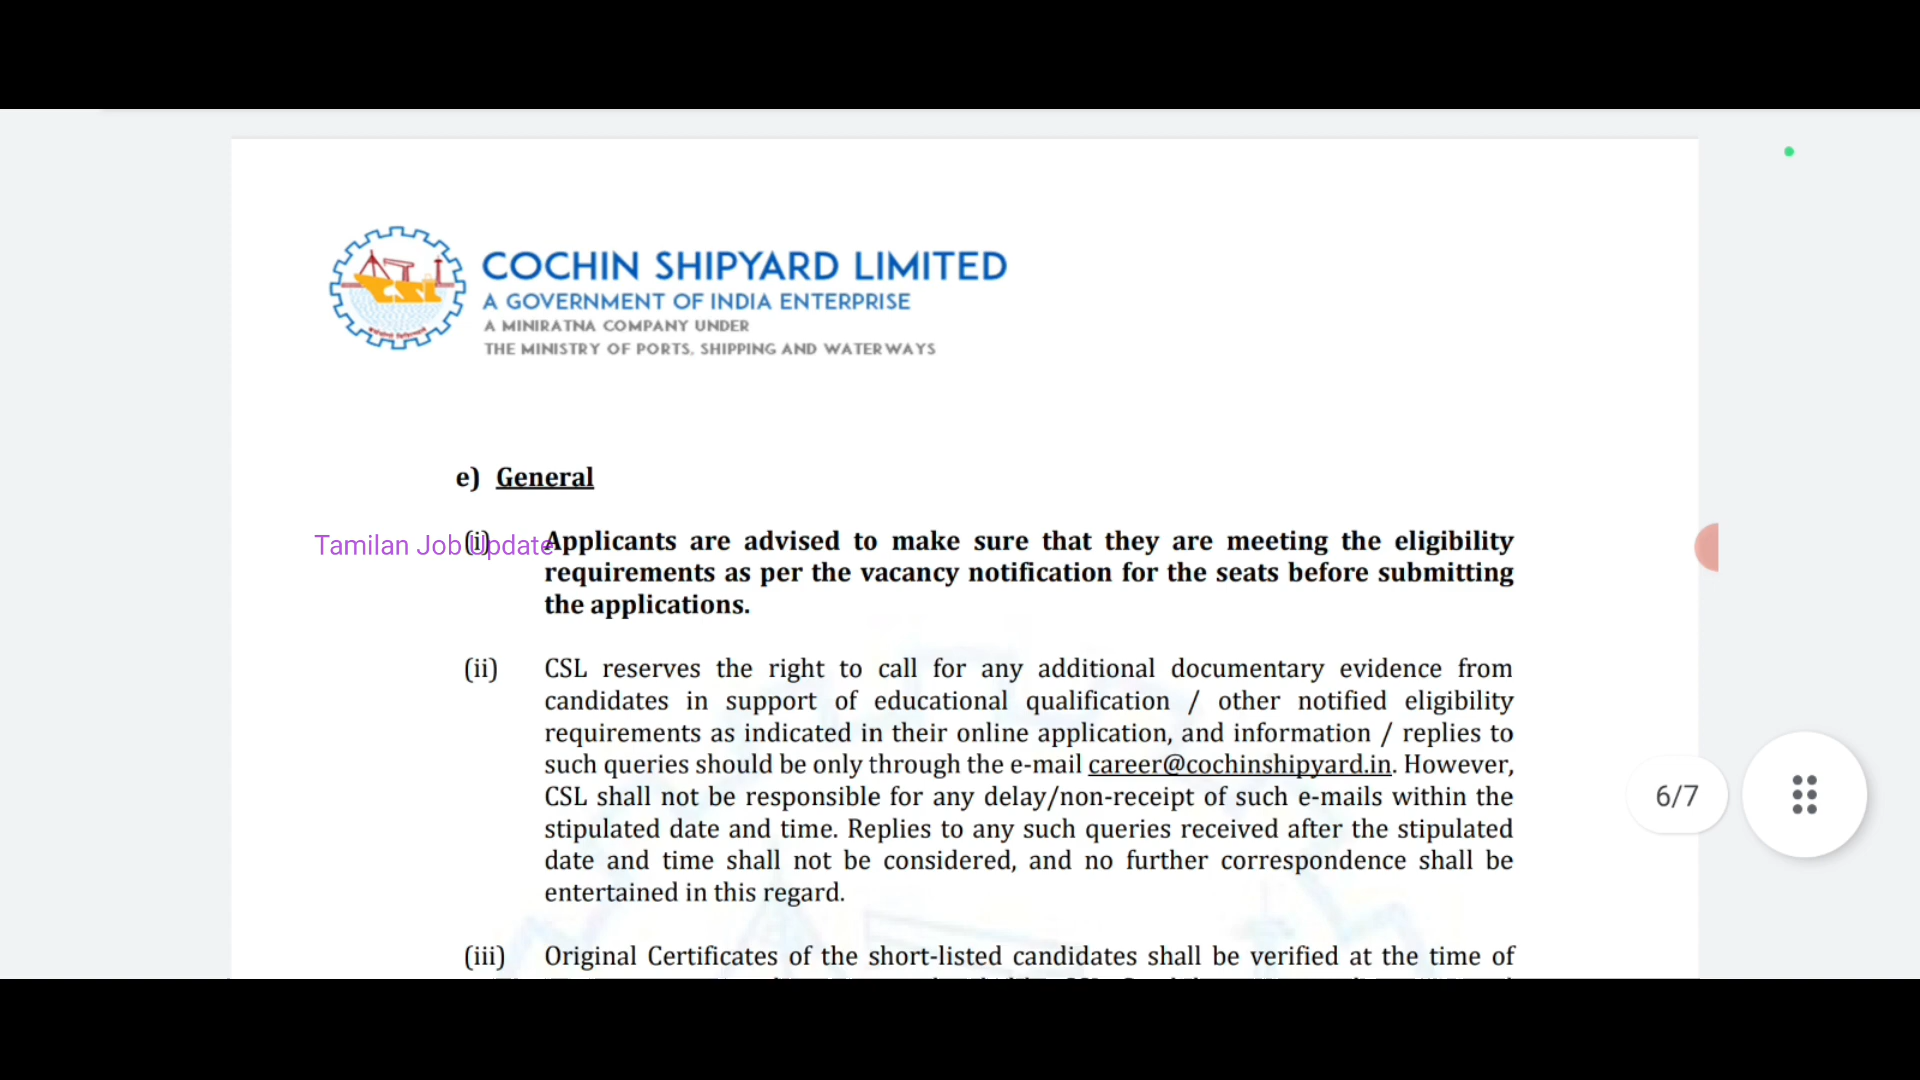 COCHIN SHIPYARD LIMITED
A GOVERNMENT OF INDIA ENTERPRISE
A MINIRATNA COMPANY UNDER
THE MINISTRY OF PORTS, SHIPPING AND WATERWAYS
e) General
Tamilan Job Update
(i) Applicants are advised to make sure that they are meeting the eligibility
requirements as per the vacancy notification for the seats before submitting
the applications.
(ii) CSL reserves the right to call for any additional documentary evidence from
candidates in support of educational qualification / other notified eligibility
requirements as indicated in their online application, and information / replies to
such queries should be only through the e-mail career@cochinshipyard.in. However,
CSL shall not be responsible for any delay/non-receipt of such e-mails within the
stipulated date and time. Replies to any such queries received after the stipulated
date and time shall not be considered, and no further correspondence shall be
entertained in this regard.
6/7
(iii) Original Certificates of the short-listed candidates shall be verified at the time of